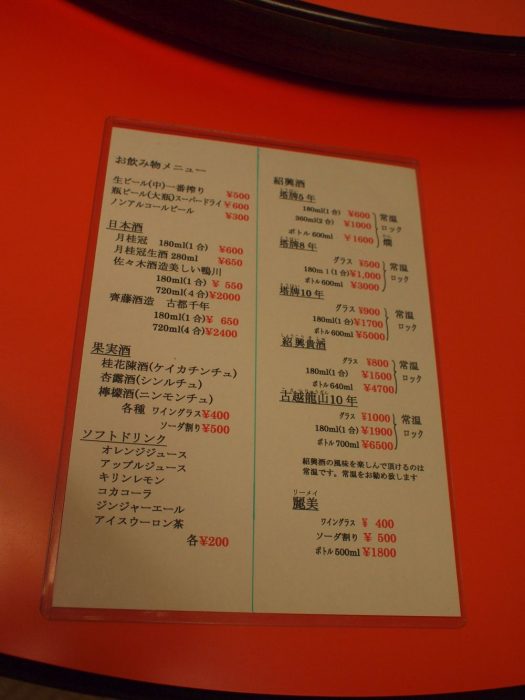 お飲み物メニュー
生ビール(中)一番搾り ¥500
瓶ビール(大瓶)スーパードライ ¥600
ノンアルコールビール ¥300
日本酒
月桂冠 180ml(1合) ¥600
月桂冠生酒 280ml ¥650
佐々木酒造美しい鴨川
180ml(1合) ¥ 550
720ml(4合) ¥2000
齊藤酒造 古都千年
180ml(1合) ¥ 650
720ml(4合) ¥2400
果実酒
桂花陳酒(ケイカチンチュ)
杏露酒(シンルチュ)
檸檬酒(ニンモンチュ)
各種 ワイングラス¥400
ソーダ割り¥500
ソフトドリンク
オレンジジュース
アップルジュース
キリンレモン
コカコーラ
ジンジャーエール
アイスウーロン茶
各¥200
紹興酒
塔牌5年
180ml(1合) ¥600 常温
360ml(2合) ¥1000 ロック
ボトル 600ml ¥1600 燗
塔牌8年
グラス ¥500 常温
180ml(1合) ¥1,000 ロック
ボトル600ml ¥3000
塔牌10年
グラス ¥900 常温
180ml(1合) ¥1700 ロック
ボトル600ml ¥5000
紹興貴酒
グラス ¥800 常温
180ml(1合) ¥1500 ロック
ボトル 640ml ¥4700
古越龍山10年
グラス ¥1000 常温
180ml(1合) ¥1900 ロック
ボトル 700ml ¥6500
紹興酒の風味を楽しんで頂けるのは
常温です。常温をお勧め致します
リーメイ
麗美
ワイングラス ¥ 400
ソーダ割り ¥ 500
ボトル500ml ¥1800